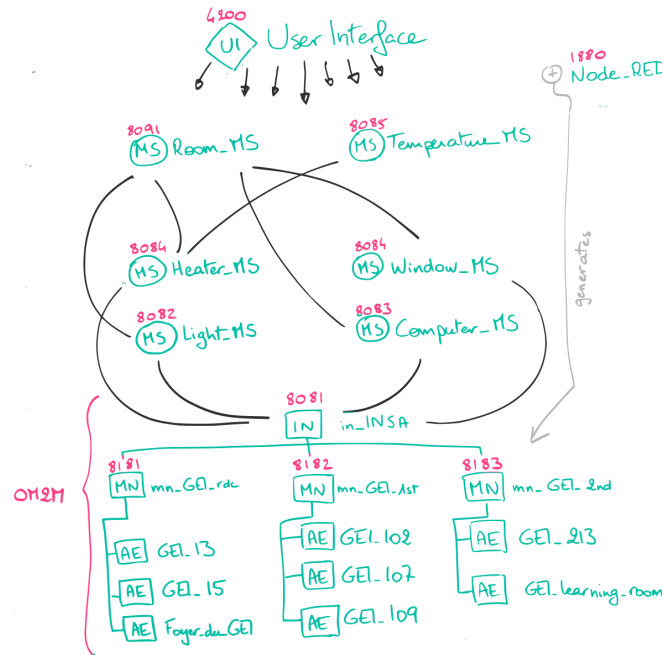 4200
UI User Interface
1880
+ Node_RED
8091
MS Room_MS
8085
MS Temperature_MS
8084
MS Heater_MS
8084
MS Window_MS
generates
8082
MS Light_MS
8083
MS Computer_MS
8081
IN in_INSA
OM2M
8181
MN mn_GEI_rdc
8182
MN mn_GEI_1st
8183
MN mn_GEI_2nd
AE GEI_13
AE GEI_15
AE Foyer_du_GEI
AE GEI_102
AE GEI_107
AE GEI_109
AE GEI_213
AE GEI_learning_room